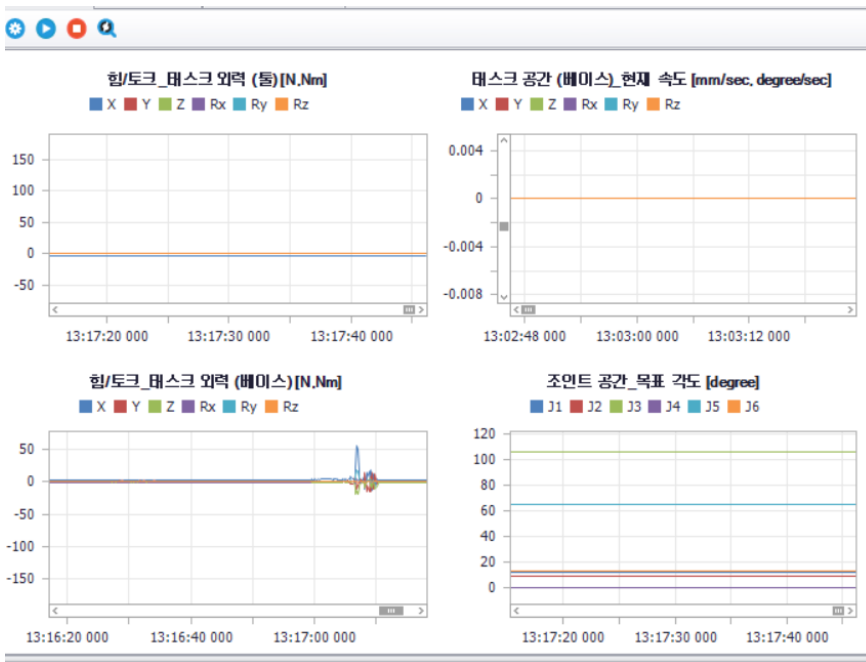 힘/토크_태스크 외력 (툴)[N,Nm]
X Y Z Rx Ry Rz
150
100
50
0
-50
13:17:20 000 13:17:30 000 13:17:40 000
태스크 공간 (베이스)_현재 속도 [mm/sec, degree/sec]
X Y Z Rx Ry Rz
0.004
0
-0.004
-0.008
13:02:48 000 13:03:00 000 13:03:12 000
힘/토크_태스크 외력 (베이스)[N,Nm]
X Y Z Rx Ry Rz
50
0
-50
-100
-150
13:16:20 000 13:16:40 000 13:17:00 000
조인트 공간_목표 각도 [degree]
J1 J2 J3 J4 J5 J6
120
100
80
60
40
20
0
13:17:20 000 13:17:30 000 13:17:40 000